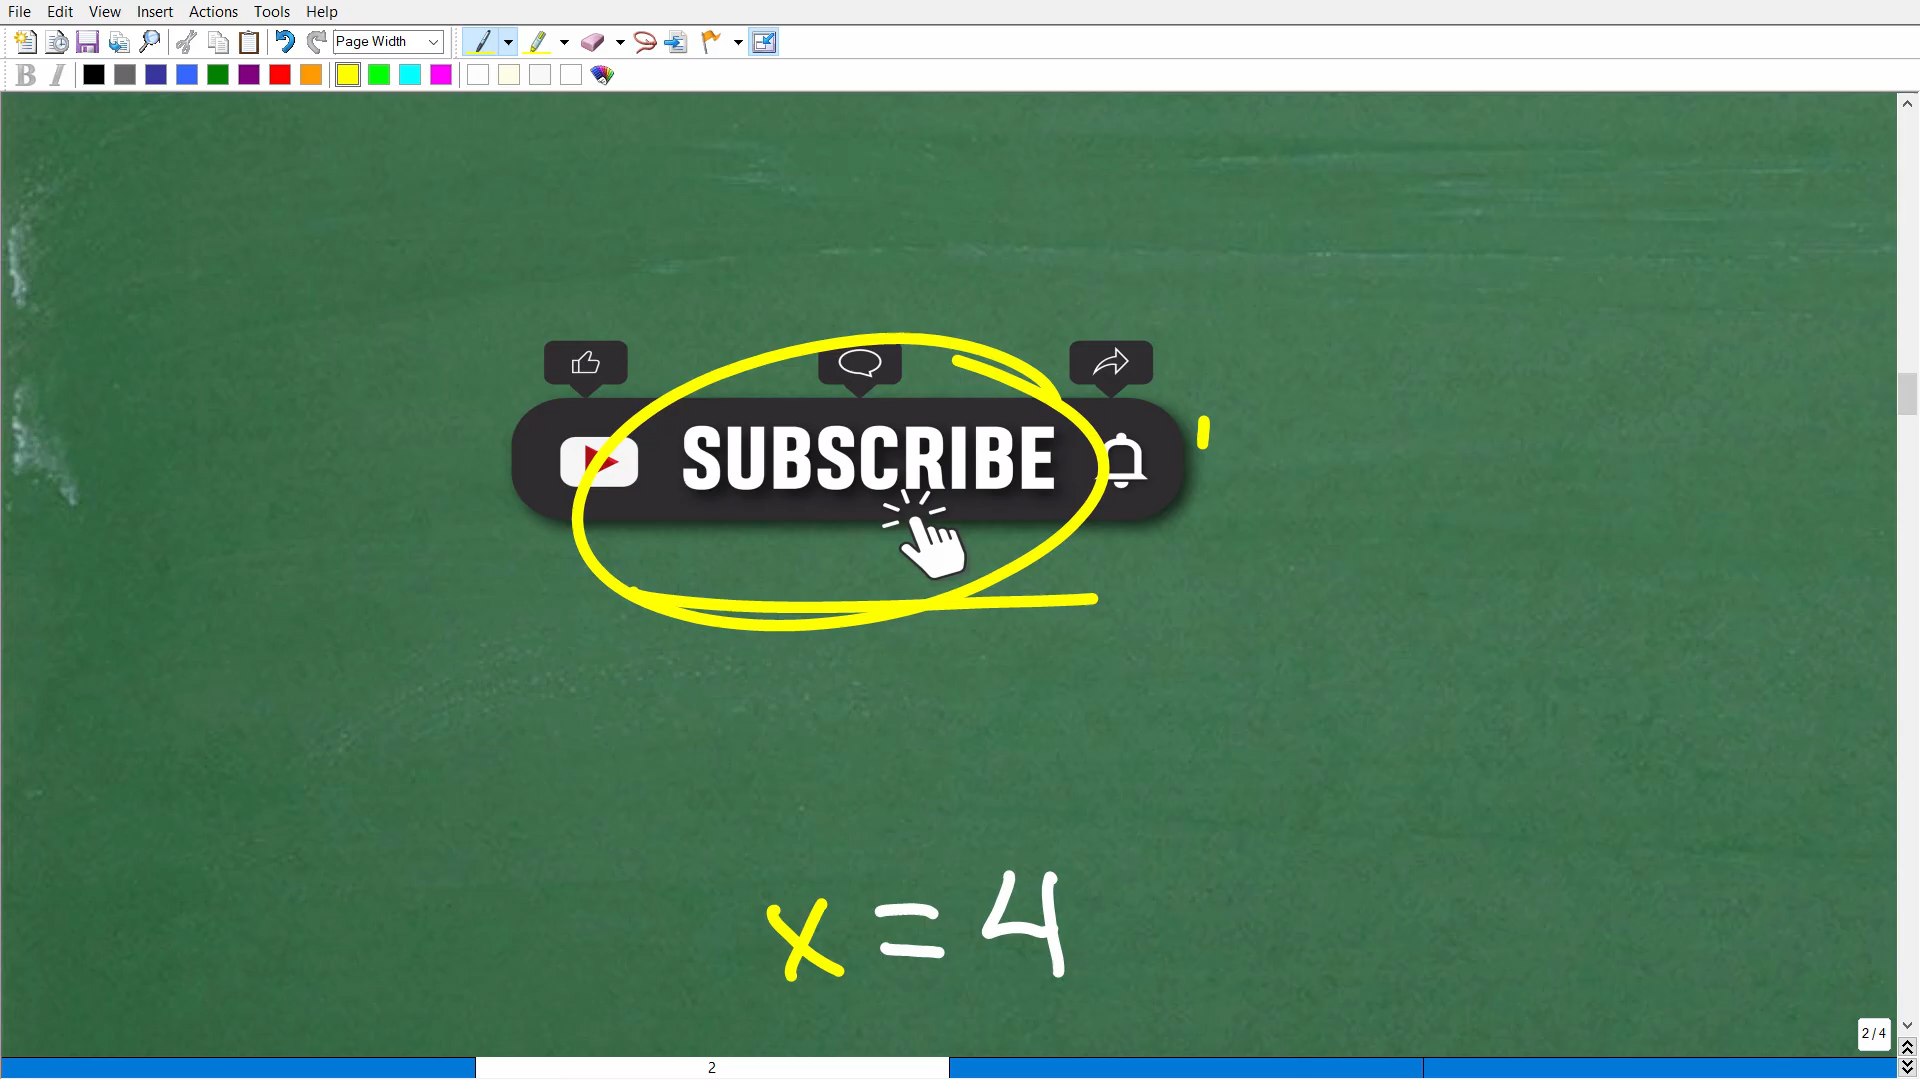 File Edit View Insert Actions Tools Help
Page Width
B I
SUBSCRIBE
x = 4
2 / 4
2